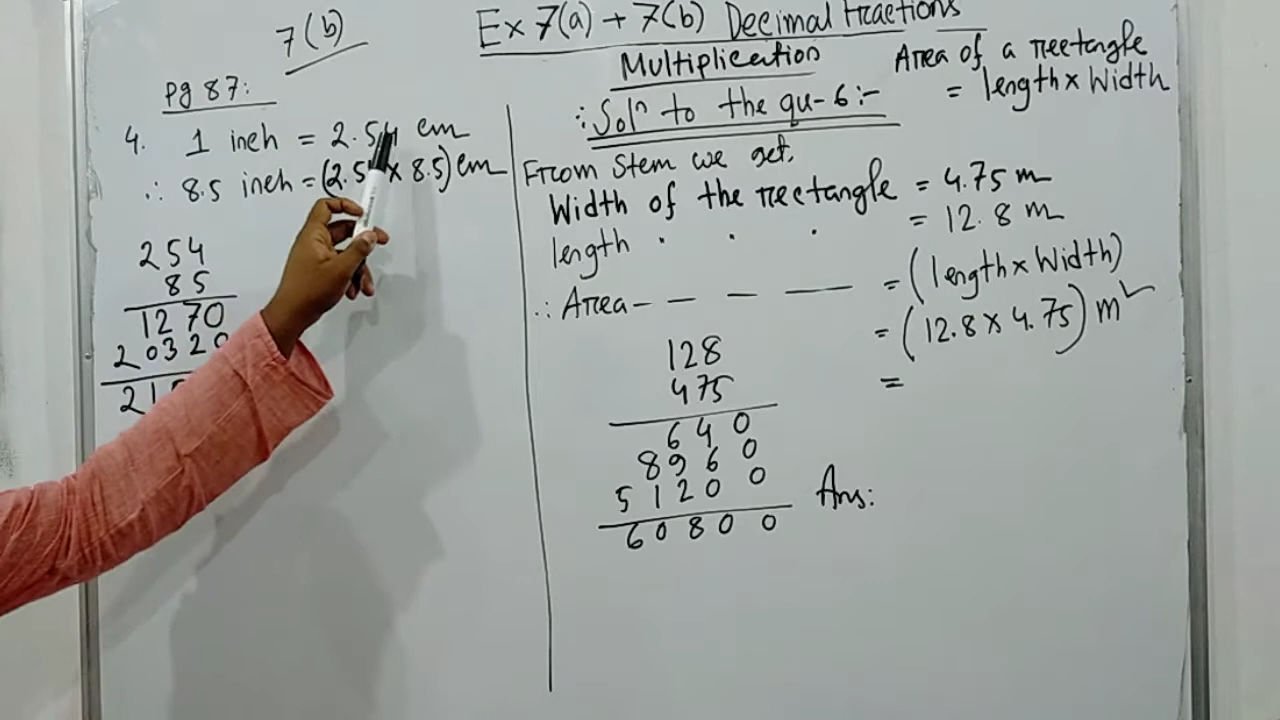 7(b)
Ex 7(a) + 7(b) Decimal fractions
Multiplication
Pg 87:
4. 1 inch = 2.54 cm
∴ 8.5 inch = (2.5 × 8.5) cm
254
85
1270
20320
21
Area of a rectangle
= length × Width
: Solⁿ to the qu-6:-
From Stem we get,
Width of the rectangle = 4.75 m
length " " " = 12.8 m
∴ Area — — — — = (length × Width)
= (12.8 × 4.75) m²
=
128
475
640
8960
51200
60800
Ans: